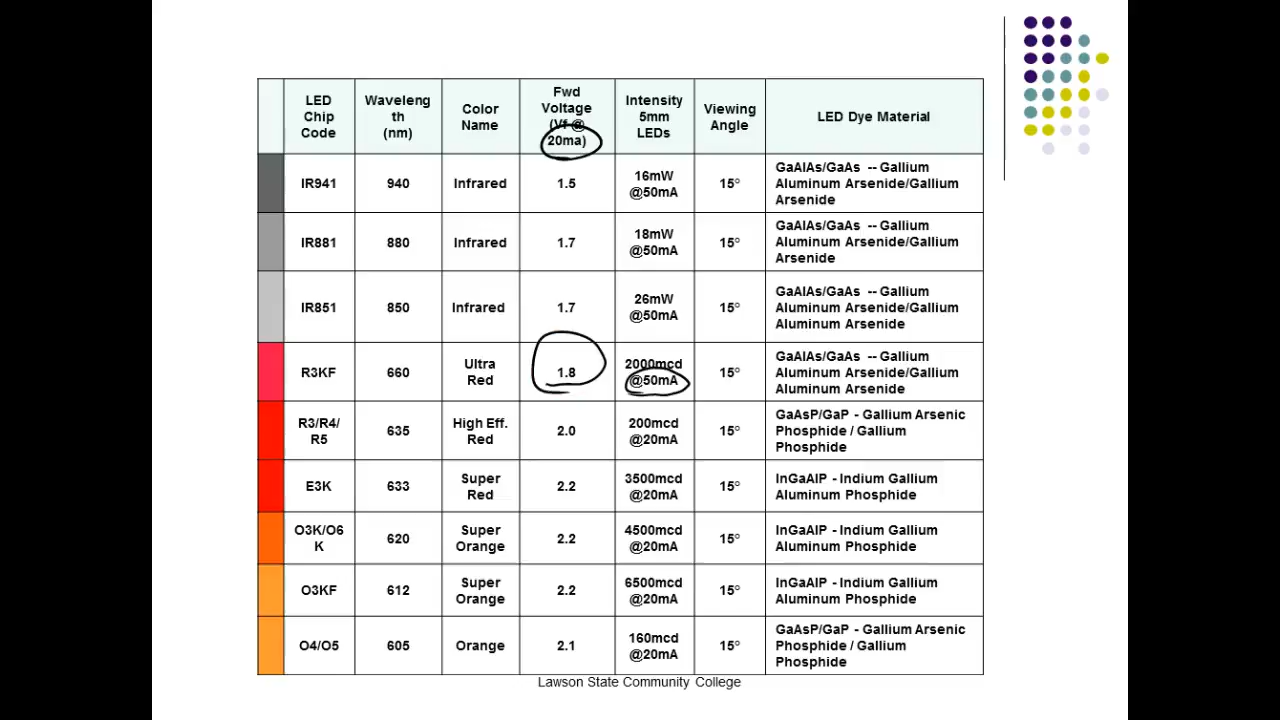 LED
Chip
Code
Waveleng
th
(nm)
Color
Name
Fwd
Voltage
(Vf @
20ma)
Intensity
5mm
LEDs
Viewing
Angle
LED Dye Material
IR941
940
Infrared
1.5
16mW
@50mA
15°
GaAlAs/GaAs -- Gallium
Aluminum Arsenide/Gallium
Arsenide
IR881
880
Infrared
1.7
18mW
@50mA
15°
GaAlAs/GaAs -- Gallium
Aluminum Arsenide/Gallium
Arsenide
IR851
850
Infrared
1.7
26mW
@50mA
15°
GaAlAs/GaAs -- Gallium
Aluminum Arsenide/Gallium
Aluminum Arsenide
R3KF
660
Ultra
Red
1.8
2000mcd
@50mA
15°
GaAlAs/GaAs -- Gallium
Aluminum Arsenide/Gallium
Aluminum Arsenide
R3/R4/
R5
635
High Eff.
Red
2.0
200mcd
@20mA
15°
GaAsP/GaP - Gallium Arsenic
Phosphide / Gallium
Phosphide
E3K
633
Super
Red
2.2
3500mcd
@20mA
15°
InGaAlP - Indium Gallium
Aluminum Phosphide
O3K/O6
K
620
Super
Orange
2.2
4500mcd
@20mA
15°
InGaAlP - Indium Gallium
Aluminum Phosphide
O3KF
612
Super
Orange
2.2
6500mcd
@20mA
15°
InGaAlP - Indium Gallium
Aluminum Phosphide
O4/O5
605
Orange
2.1
160mcd
@20mA
15°
GaAsP/GaP - Gallium Arsenic
Phosphide / Gallium
Phosphide
Lawson State Community College